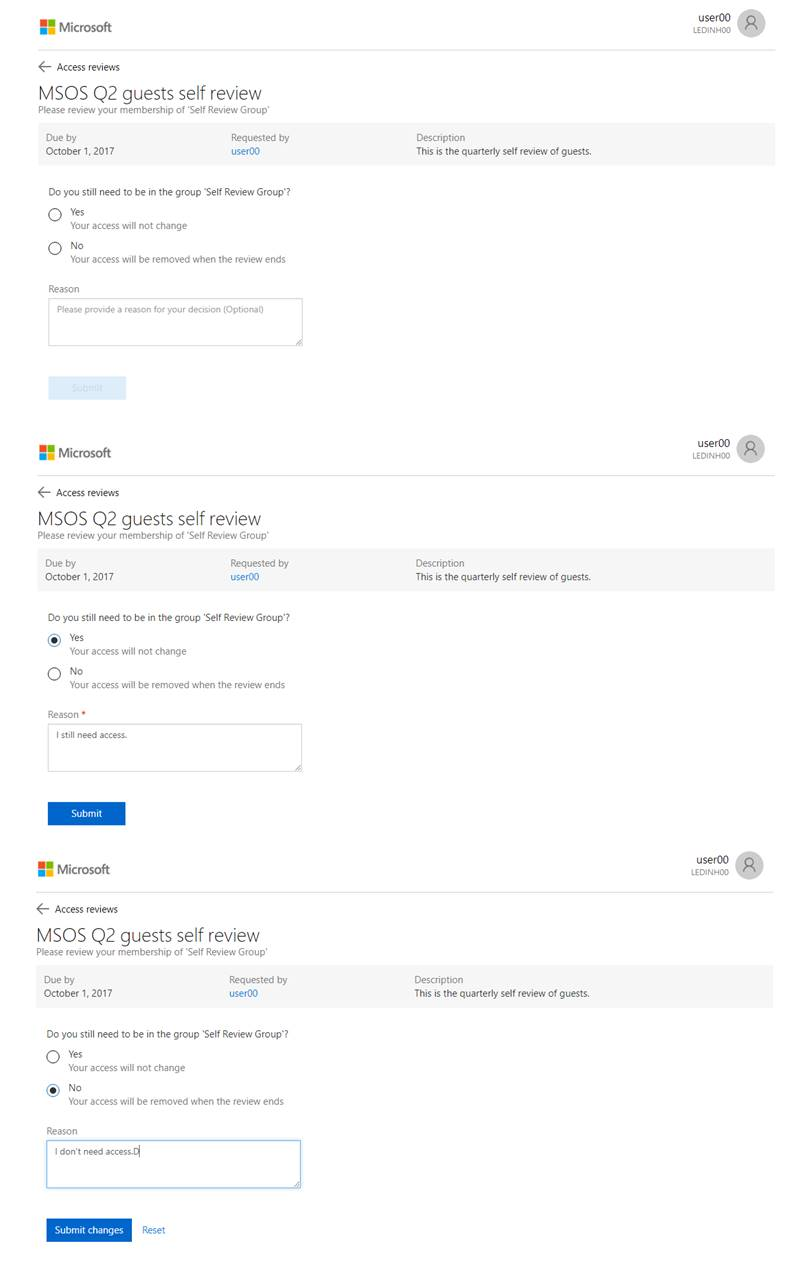 Microsoft
user00
LEDINH00
Access reviews
MSOS Q2 guests self review
Please review your membership of 'Self Review Group'
Due by
Requested by
Description
October 1, 2017
user00
This is the quarterly self review of guests.
Do you still need to be in the group 'Self Review Group'?
Yes
Your access will not change
No
Your access will be removed when the review ends
Reason
Please provide a reason for your decision (Optional)
Submit
Microsoft
user00
LEDINH00
Access reviews
MSOS Q2 guests self review
Please review your membership of 'Self Review Group'
Due by
Requested by
Description
October 1, 2017
user00
This is the quarterly self review of guests.
Do you still need to be in the group 'Self Review Group'?
Yes
Your access will not change
No
Your access will be removed when the review ends
Reason *
I still need access.
Submit
Microsoft
user00
LEDINH00
Access reviews
MSOS Q2 guests self review
Please review your membership of 'Self Review Group'
Due by
Requested by
Description
October 1, 2017
user00
This is the quarterly self review of guests.
Do you still need to be in the group 'Self Review Group'?
Yes
Your access will not change
No
Your access will be removed when the review ends
Reason
I don't need access.D
Submit changes
Reset